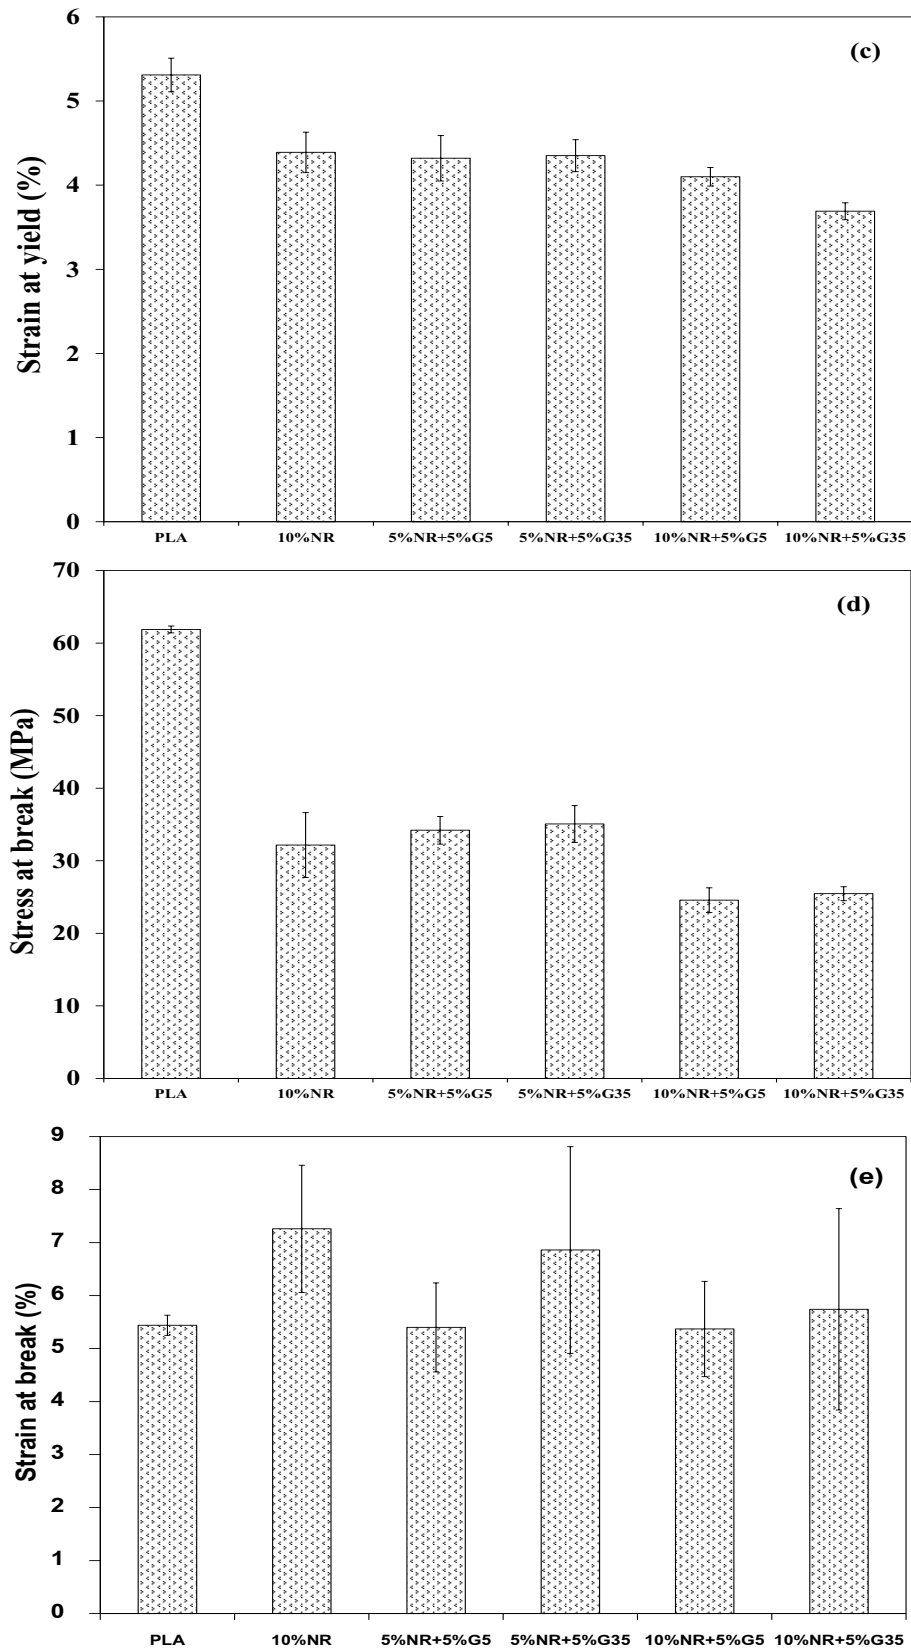 (c)
Strain at yield (%)
6
5
4
3
2
1
0
PLA 10%NR 5%NR+5%G5 5%NR+5%G35 10%NR+5%G5 10%NR+5%G35
(d)
Stress at break (MPa)
70
60
50
40
30
20
10
0
PLA 10%NR 5%NR+5%G5 5%NR+5%G35 10%NR+5%G5 10%NR+5%G35
(e)
Strain at break (%)
9
8
7
6
5
4
3
2
1
0
PLA 10%NR 5%NR+5%G5 5%NR+5%G35 10%NR+5%G5 10%NR+5%G35